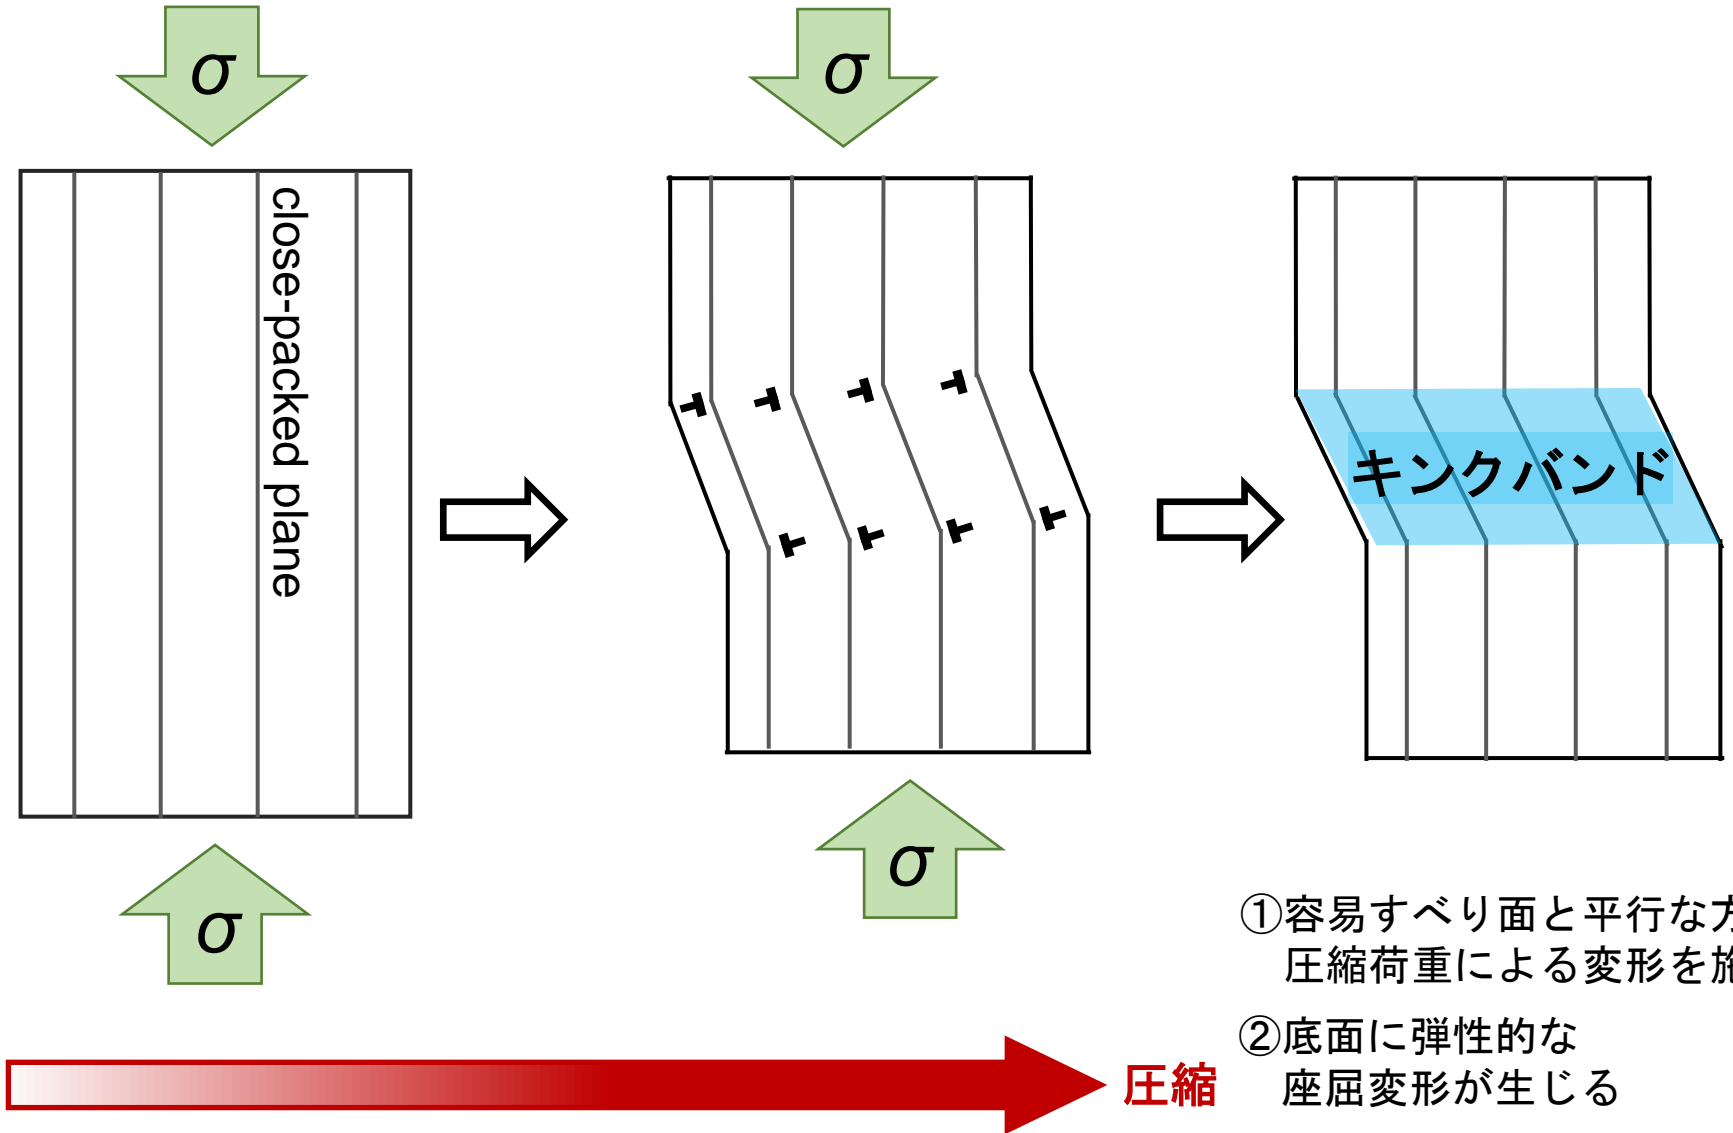 σ
σ
close-packed plane
キンクバンド
σ
σ
①容易すべり面と平行な方
圧縮荷重による変形を施
②底面に弾性的な
座屈変形が生じる
圧縮